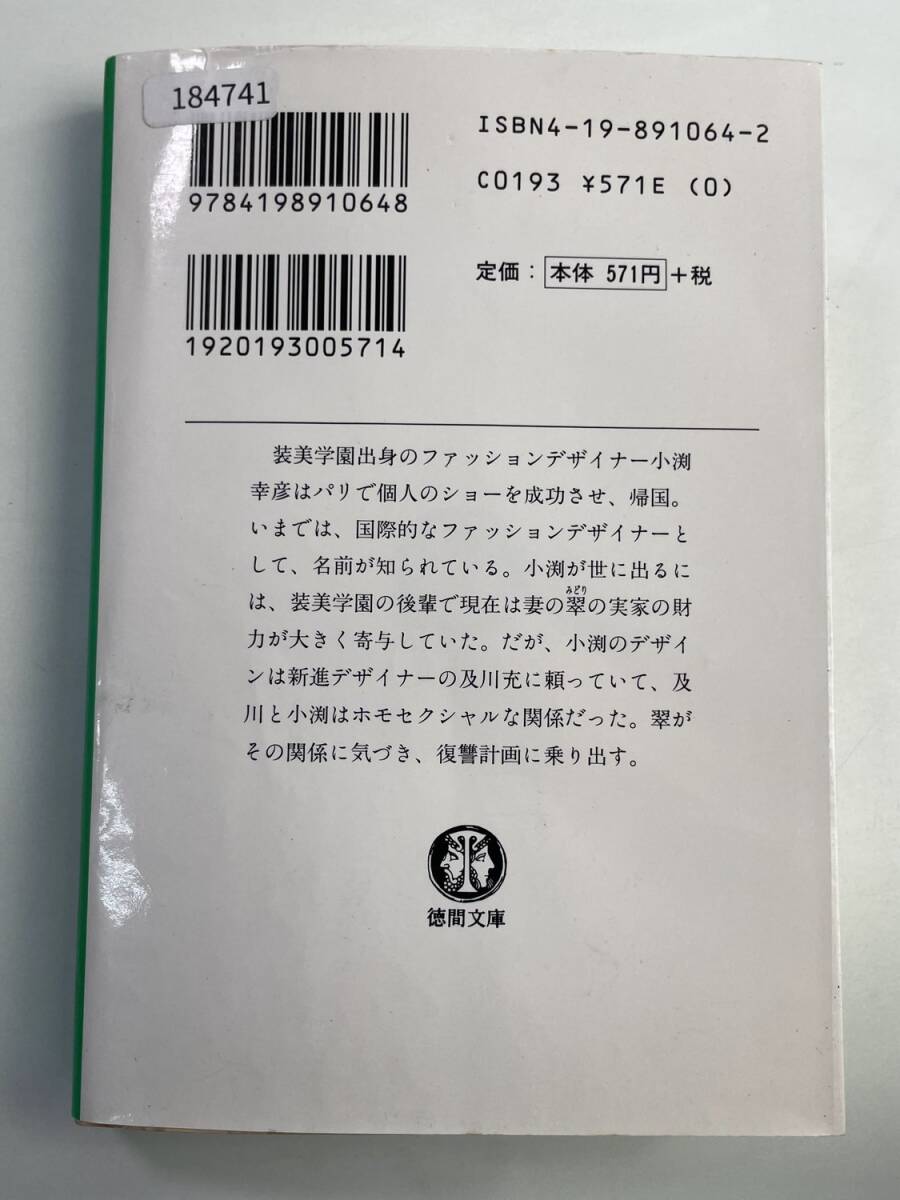 184741
9784198910648
ISBN4-19-891064-2
C0193 ¥571E (0)
1920193005714
定価：本体 571円＋税
装美学園出身のファッションデザイナー小渕
幸彦はパリで個人のショーを成功させ、帰国。
いまでは、国際的なファッションデザイナーと
して、名前が知られている。小渕が世に出るに
みどり
は、装美学園の後輩で現在は妻の翠の実家の財
力が大きく寄与していた。だが、小渕のデザイ
ンは新進デザイナーの及川充に頼っていて、及
川と小渕はホモセクシャルな関係だった。翠が
その関係に気づき、復讐計画に乗り出す。
徳間文庫